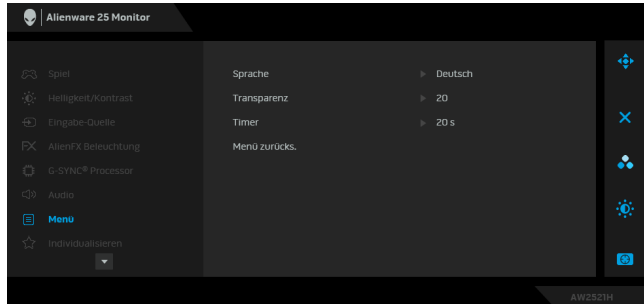 Alienware 25 Monitor
Spiel
Helligkeit/Kontrast
Eingabe-Quelle
AlienFX Beleuchtung
G-SYNC® Processor
Audio
Menü
Individualisieren
Sprache Deutsch
Transparenz 20
Timer 20 s
Menü zurücks.
AW2521H